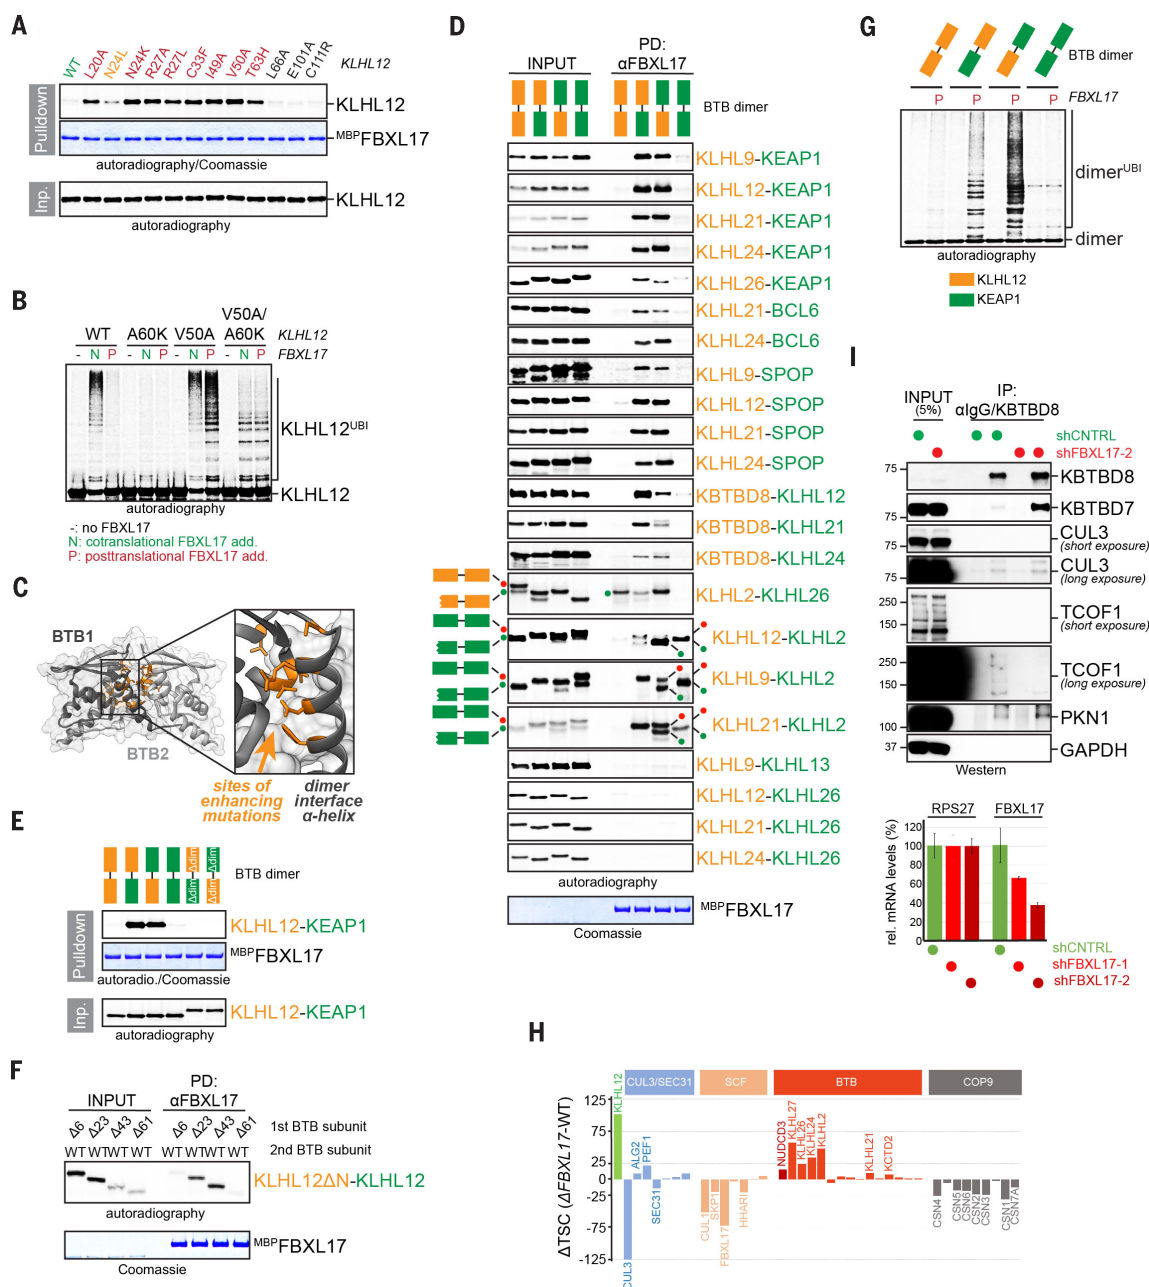 A
WT
L20A
N24L
N24K
R27A
R27L
C33F
I49A
V50A
T63H
L66A
E101A
C111R
KLHL12
Pulldown
KLHL12
MBPFBXL17
autoradiography/Coomassie
Inp.
KLHL12
autoradiography
B
WT A60K V50A V50A/A60K KLHL12
- N P - N P - N P - N P FBXL17
KLHL12UBI
KLHL12
autoradiography
-: no FBXL17
N: cotranslational FBXL17 add.
P: posttranslational FBXL17 add.
C
BTB1
BTB2
sites of enhancing mutations
dimer interface α-helix
D
INPUT
PD: αFBXL17
BTB dimer
KLHL9-KEAP1
KLHL12-KEAP1
KLHL21-KEAP1
KLHL24-KEAP1
KLHL26-KEAP1
KLHL21-BCL6
KLHL24-BCL6
KLHL9-SPOP
KLHL12-SPOP
KLHL21-SPOP
KLHL24-SPOP
KBTBD8-KLHL12
KBTBD8-KLHL21
KBTBD8-KLHL24
KLHL2-KLHL26
KLHL12-KLHL2
KLHL9-KLHL2
KLHL21-KLHL2
KLHL9-KLHL13
KLHL12-KLHL26
KLHL21-KLHL26
KLHL24-KLHL26
autoradiography
MBPFBXL17
Coomassie
E
Δdim Δdim
Δdim Δdim
BTB dimer
Pulldown
KLHL12-KEAP1
MBPFBXL17
autoradio./Coomassie
Inp.
KLHL12-KEAP1
autoradiography
F
INPUT
PD: αFBXL17
Δ6 Δ23 Δ43 Δ61 Δ6 Δ23 Δ43 Δ61 1st BTB subunit
WT WT WT WT WT WT WT WT 2nd BTB subunit
KLHL12ΔN-KLHL12
autoradiography
MBPFBXL17
Coomassie
G
BTB dimer
P P P P FBXL17
dimerUBI
dimer
autoradiography
KLHL12
KEAP1
H
CUL3/SEC31 SCF BTB COP9
ΔTSC (ΔFBXL17-WT)
125
75
25
-25
-75
-125
KLHL12
CUL3
ALG2
PEF1
SEC31
CUL1
SKP1
FBXL17
HHARI
NUDCD3
KLHL27
KLHL26
KLHL24
KLHL2
KLHL21
KCTD2
CSN4
CSN5
CSN6
CSN2
CSN3
CSN1
CSN7A
I
INPUT (5%)
IP: αIgG/KBTBD8
shCNTRL
shFBXL17-2
75
KBTBD8
75
KBTBD7
75
CUL3 (short exposure)
75
CUL3 (long exposure)
250
150
TCOF1 (short exposure)
250
150
TCOF1 (long exposure)
100
PKN1
37
GAPDH
Western
RPS27 FBXL17
rel. mRNA levels (%)
120
100
80
60
40
20
0
shCNTRL
shFBXL17-1
shFBXL17-2